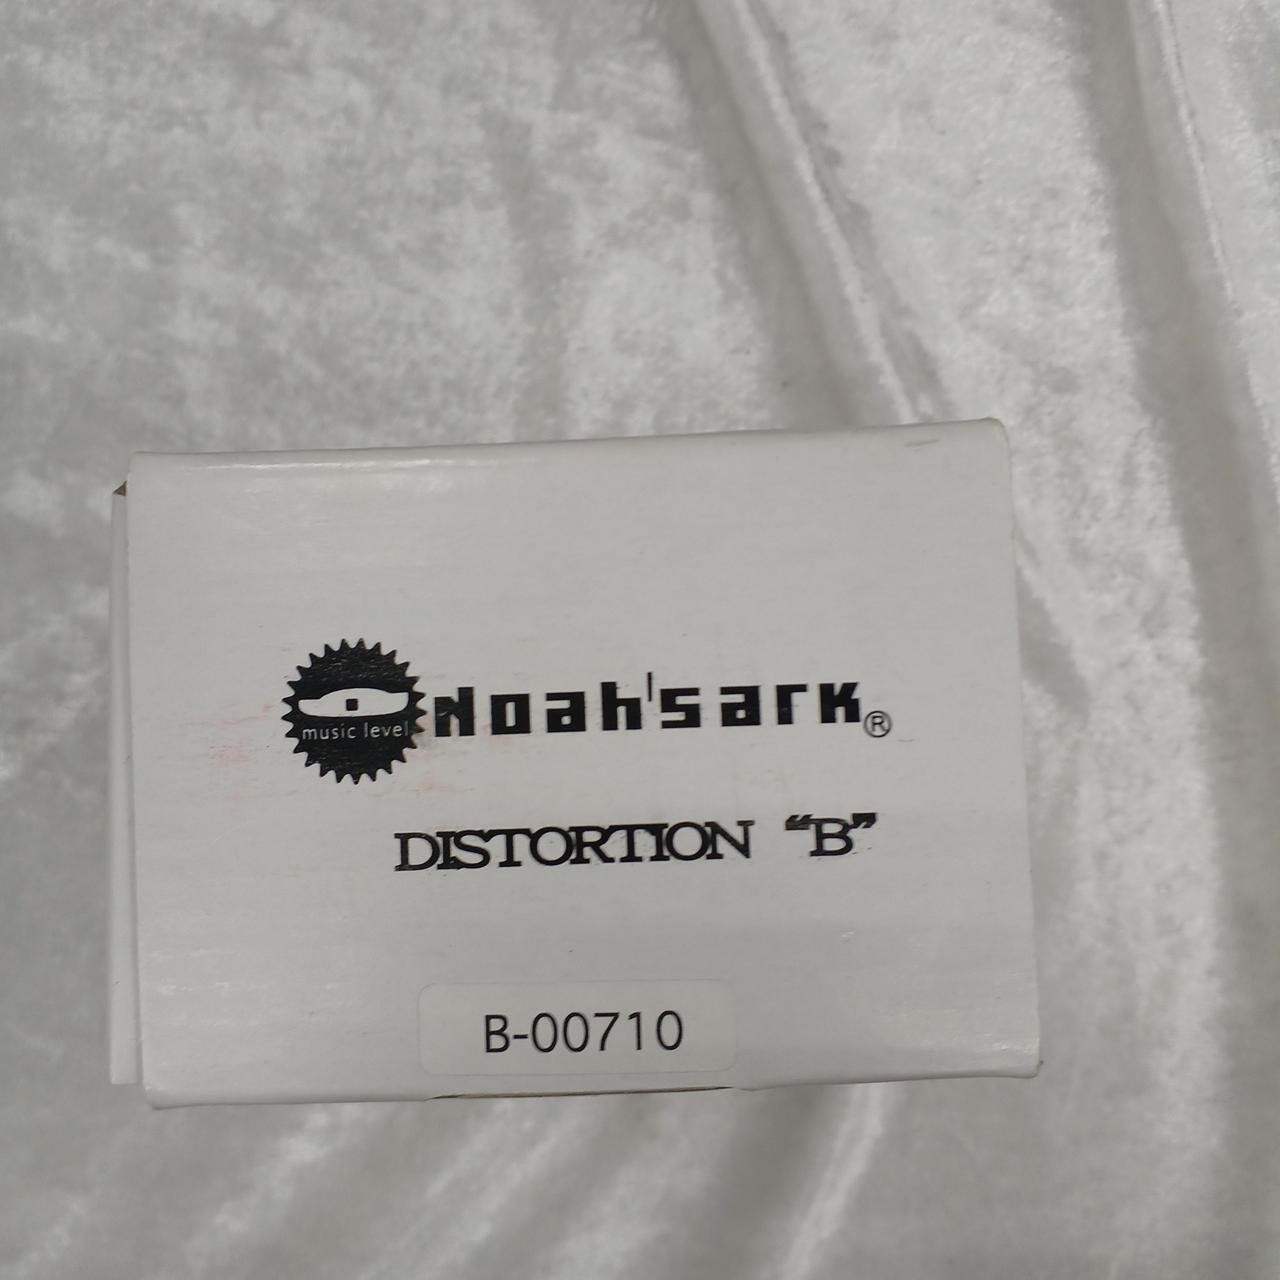 music level
Noah'sark®
DISTORTION “B”
B-00710